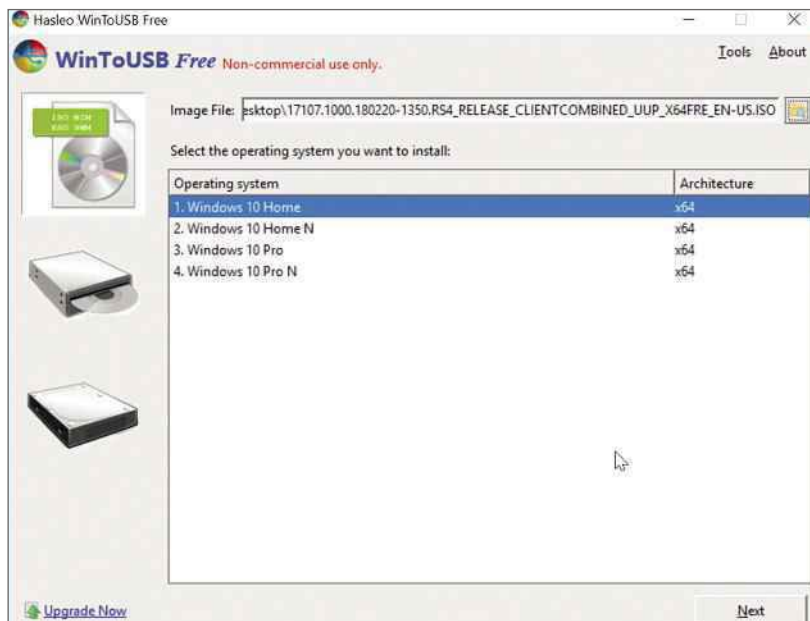 Hasleo WinToUSB Free
WinToUSB Free Non-commercial use only.
Tools About
Image File: esktop\17107.1000.180220-1350.RS4_RELEASE_CLIENTCOMBINED_UUP_X64FRE_EN-US.ISO
Select the operating system you want to install:
Operating system Architecture
1. Windows 10 Home x64
2. Windows 10 Home N x64
3. Windows 10 Pro x64
4. Windows 10 Pro N x64
Upgrade Now
Next